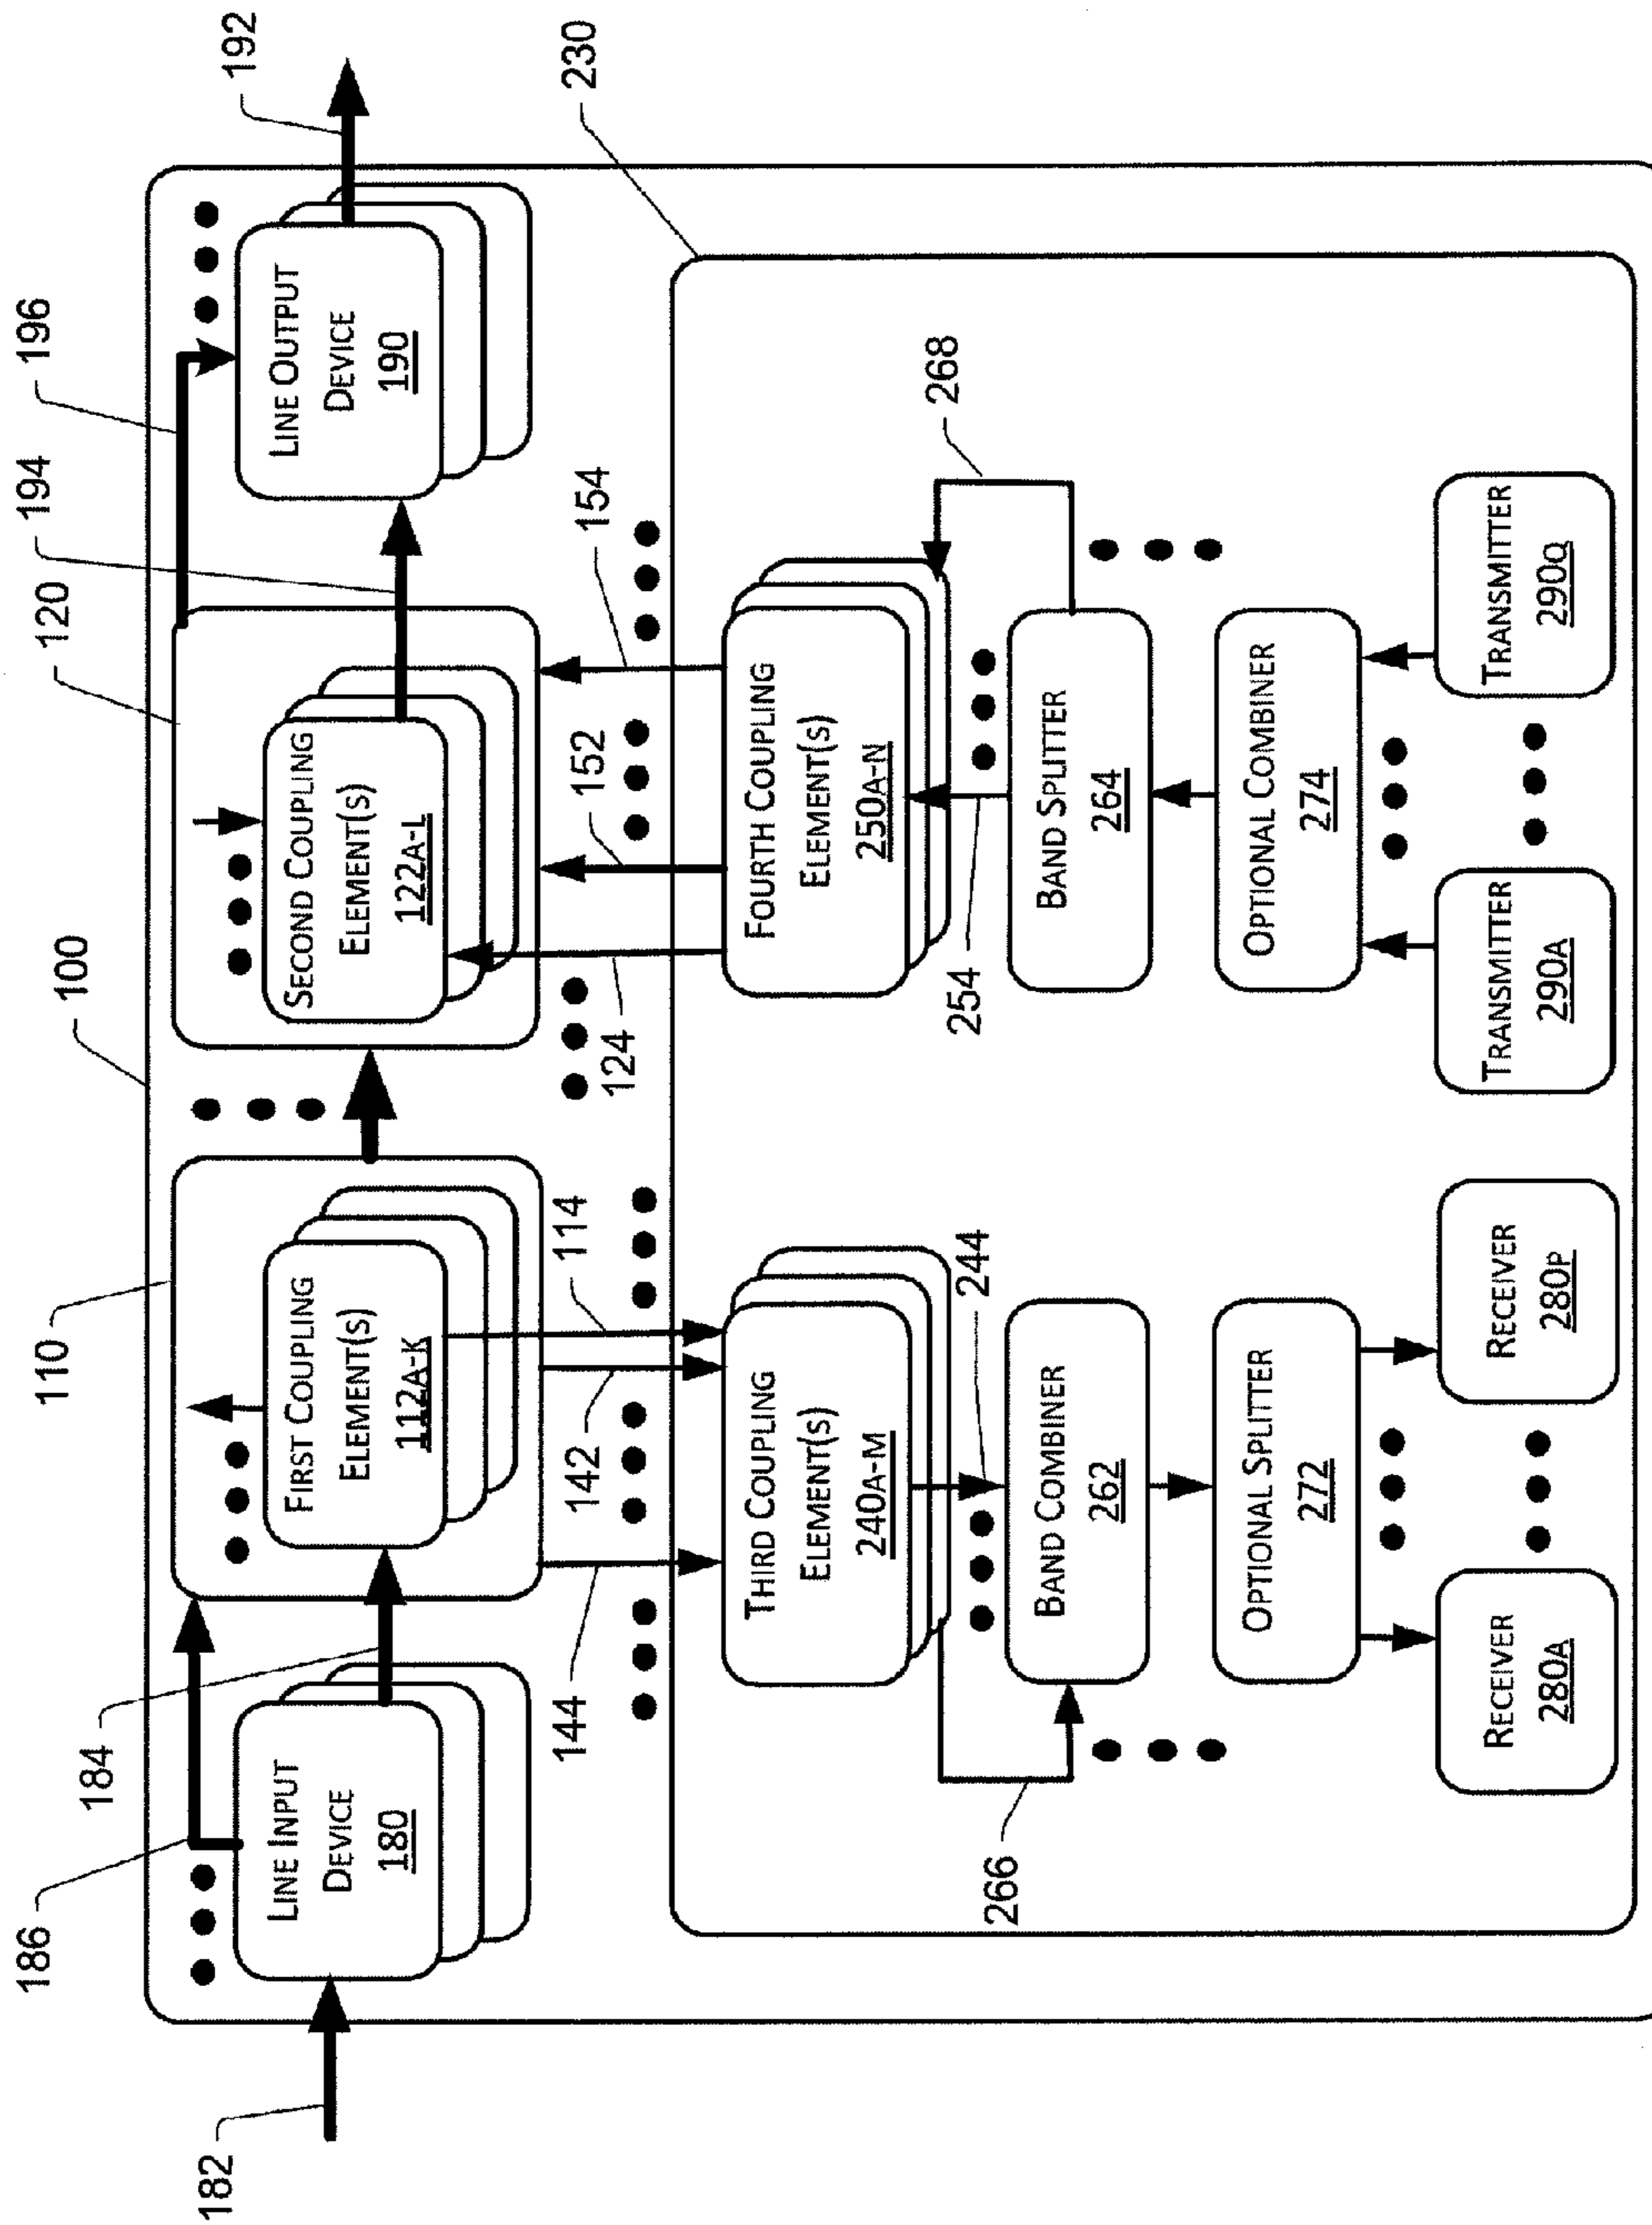 100
110
120
194
196
192
230
186
184
182
LINE INPUT
DEVICE
180
FIRST COUPLING
ELEMENT(S)
112A-K
SECOND COUPLING
ELEMENT(S)
122A-L
LINE OUTPUT
DEVICE
190
144
142
114
124
152
154
THIRD COUPLING
ELEMENT(S)
240A-M
FOURTH COUPLING
ELEMENT(S)
250A-N
266
244
254
268
BAND COMBINER
262
BAND SPLITTER
264
OPTIONAL SPLITTER
272
OPTIONAL COMBINER
274
RECEIVER
280A
RECEIVER
280P
TRANSMITTER
290A
TRANSMITTER
290Q